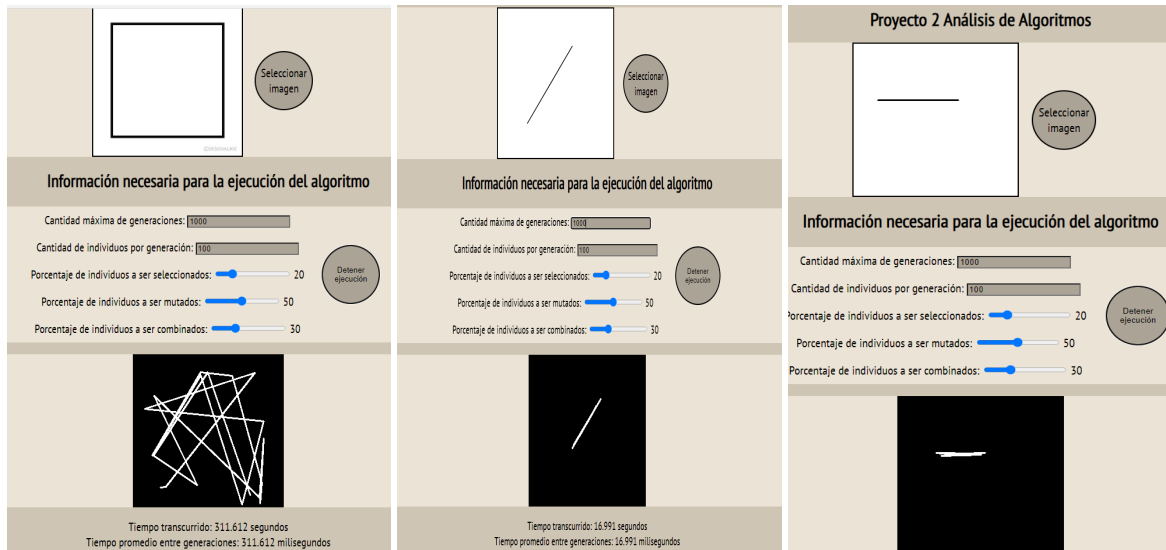 Seleccionar
imagen
Información necesaria para la ejecución del algoritmo
Cantidad máxima de generaciones: 1000
Cantidad de individuos por generación: 100
Porcentaje de individuos a ser seleccionados: 20
Porcentaje de individuos a ser mutados: 50
Porcentaje de individuos a ser combinados: 30
Detener
ejecución
Tiempo transcurrido: 311.612 segundos
Tiempo promedio entre generaciones: 311.612 milisegundos
Seleccionar
imagen
Información necesaria para la ejecución del algoritmo
Cantidad máxima de generaciones: 1000
Cantidad de individuos por generación: 100
Porcentaje de individuos a ser seleccionados: 20
Porcentaje de individuos a ser mutados: 50
Porcentaje de individuos a ser combinados: 30
Detener
ejecución
Tiempo transcurrido: 16.991 segundos
Tiempo promedio entre generaciones: 16.991 milisegundos
Proyecto 2 Análisis de Algoritmos
Seleccionar
imagen
Información necesaria para la ejecución del algoritmo
Cantidad máxima de generaciones: 1000
Cantidad de individuos por generación: 100
Porcentaje de individuos a ser seleccionados: 20
Porcentaje de individuos a ser mutados: 50
Porcentaje de individuos a ser combinados: 30
Detener
ejecución